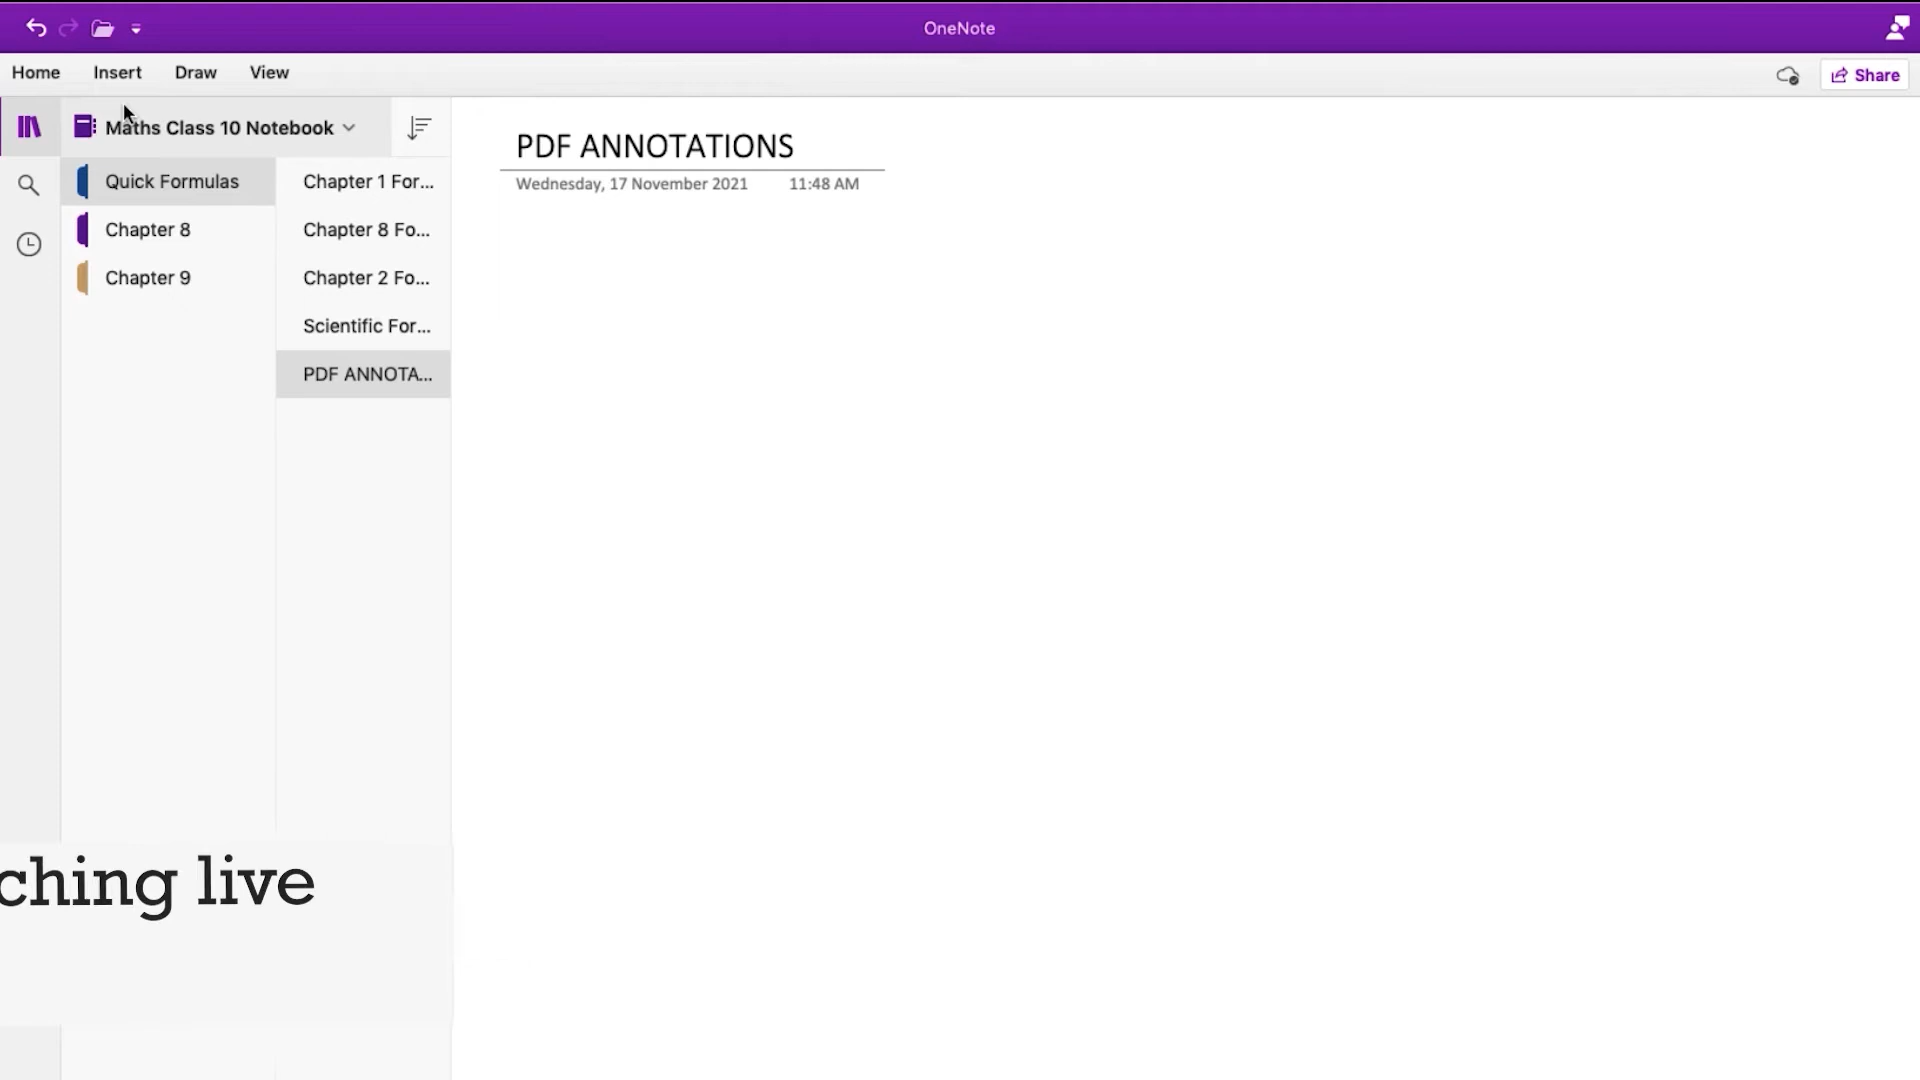 OneNote
Home Insert Draw View Share
Maths Class 10 Notebook
Quick Formulas
Chapter 8
Chapter 9
Chapter 1 For...
Chapter 8 Fo...
Chapter 2 Fo...
Scientific For...
PDF ANNOTA...
PDF ANNOTATIONS
Wednesday, 17 November 2021 11:48 AM
ching live